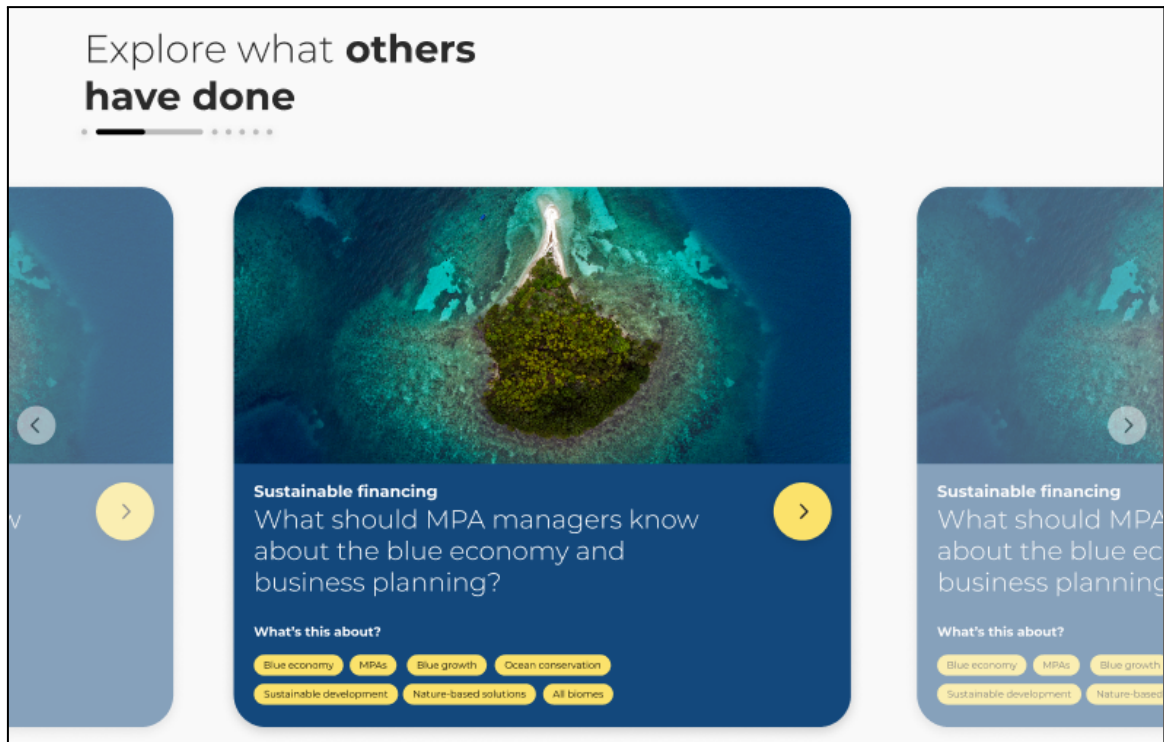 Explore what others
have done
w
Sustainable financing
What should MPA managers know
about the blue economy and
business planning?
What's this about?
Blue economy MPAs Blue growth Ocean conservation
Sustainable development Nature-based solutions All biomes
Sustainable financing
What should MPA
about the blue ec
business planning
What's this about?
Blue economy MPAs Blue growth
Sustainable development Nature-based